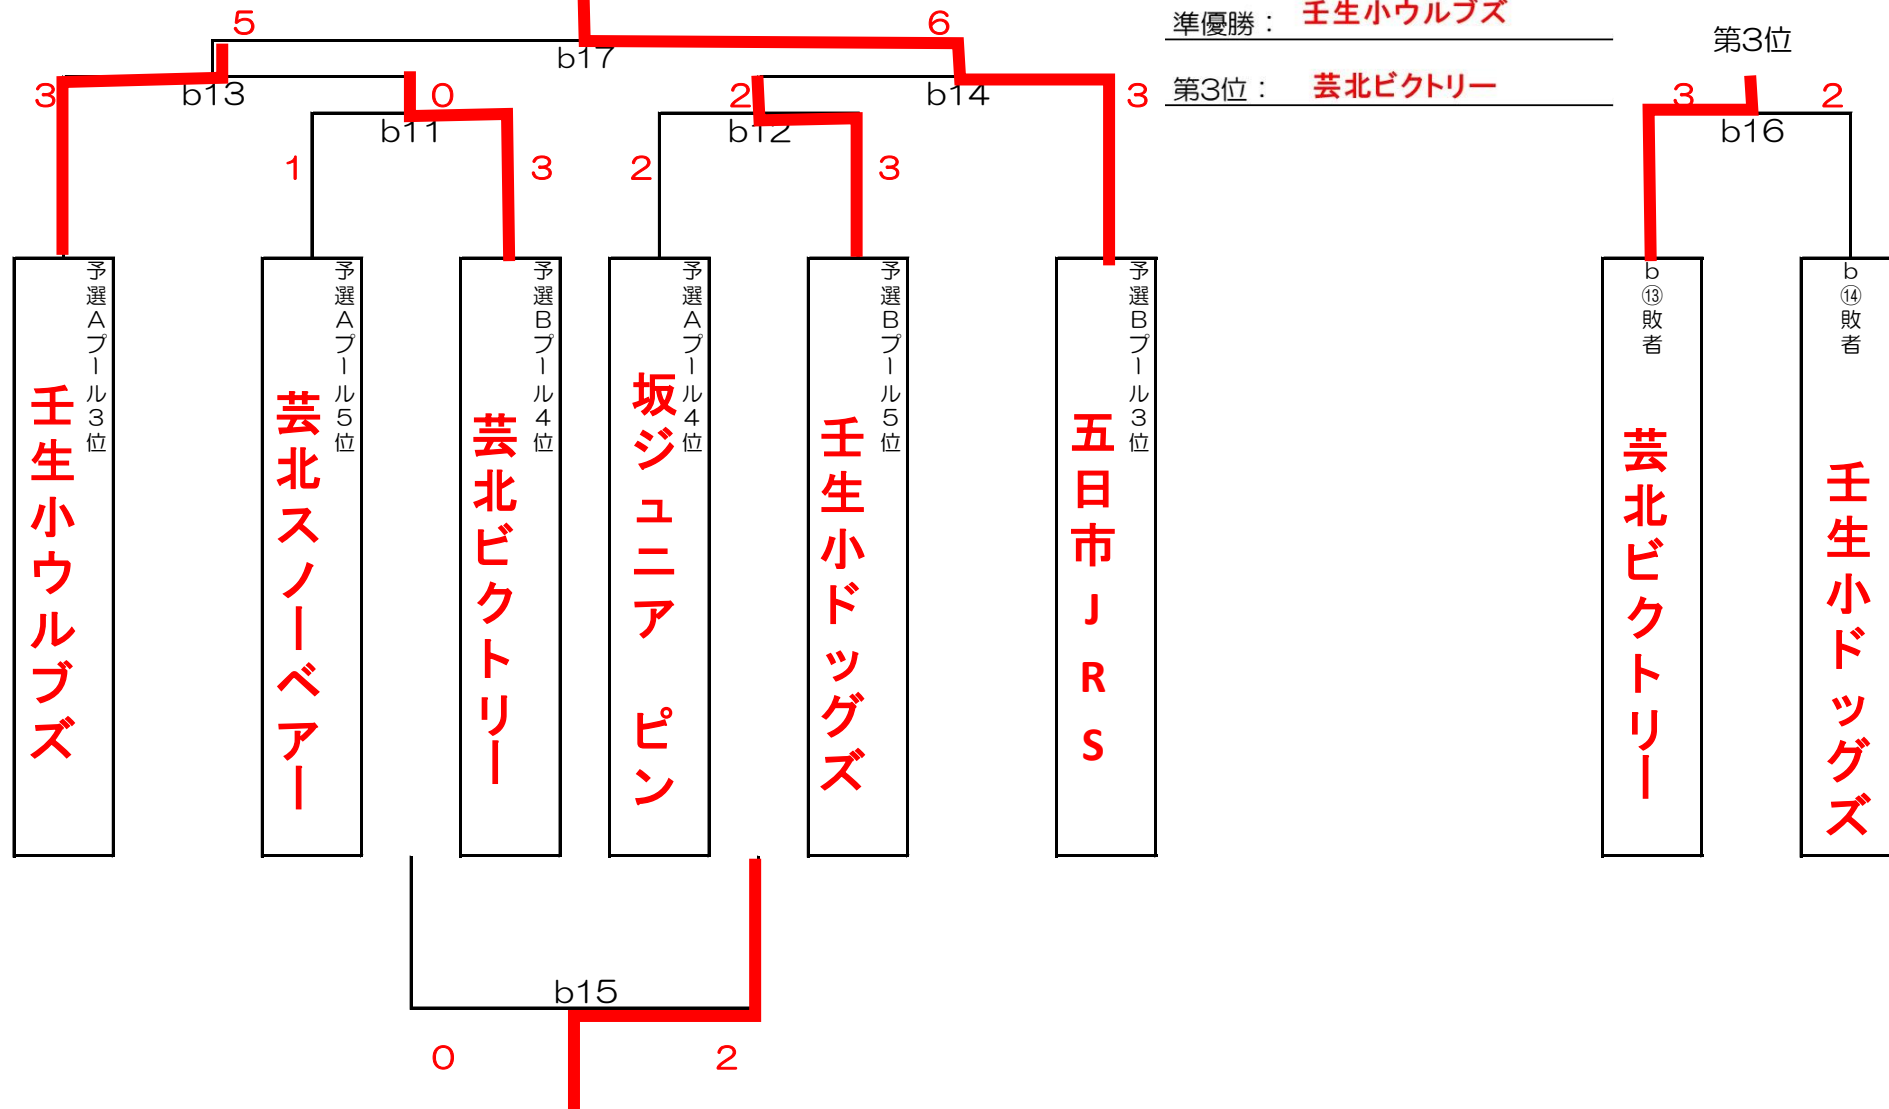 5
6
準優勝： 壬生小ウルブズ
第3位
b17
3
b13
0
2
b14
3
第3位： 芸北ビクトリー
3
2
b11
b12
b16
1
3
2
3
予選Aプール3位
壬生小ウルブズ
予選Aプール5位
芸北スノーベアー
予選Bプール4位
芸北ビクトリー
予選Aプール4位
坂ジュニア ピン
予選Bプール5位
壬生小ドッグズ
予選Bプール3位
五日市JRS
b⑬敗者
芸北ビクトリー
b⑭敗者
壬生小ドッグズ
b15
0
2